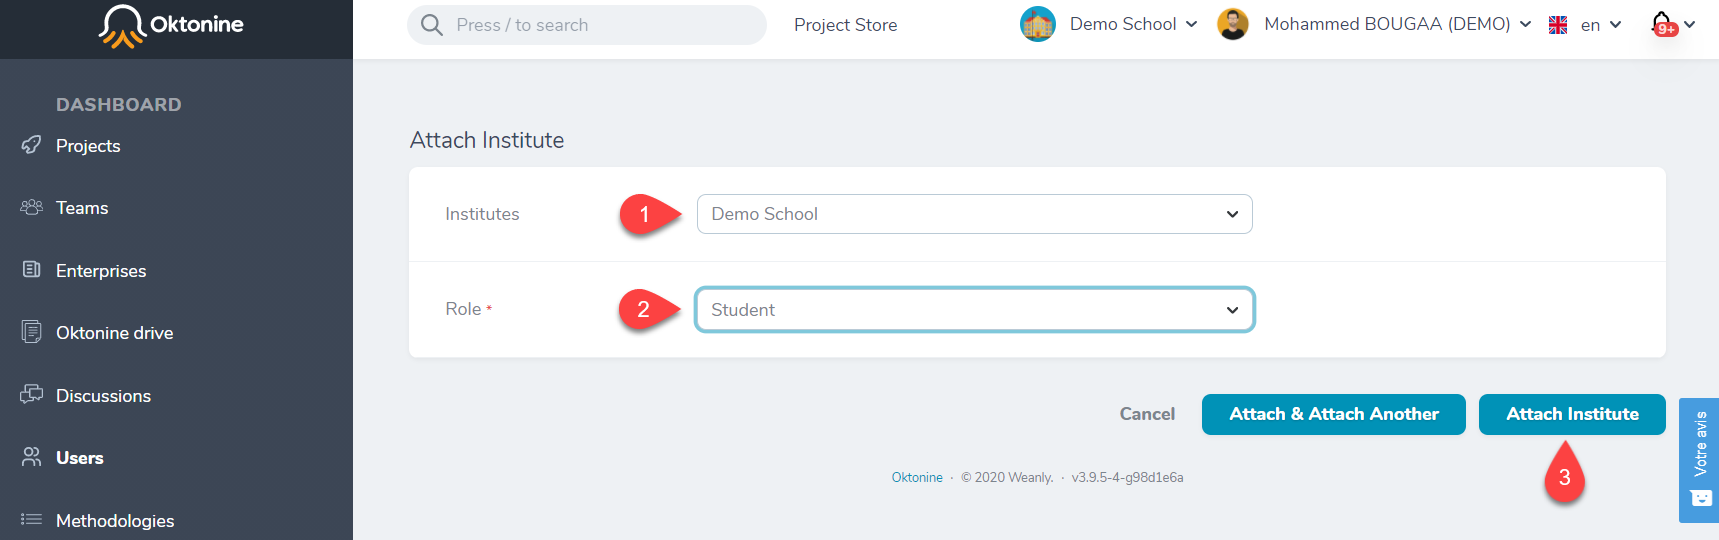 Oktonine
Press / to search
Project Store
Demo School
Mohammed BOUGAA (DEMO)
en
9+
DASHBOARD
Projects
Teams
Enterprises
Oktonine drive
Discussions
Users
Methodologies
Attach Institute
Institutes
1
Demo School
Role *
2
Student
Cancel
Attach & Attach Another
Attach Institute
3
Oktonine · © 2020 Weanly. · v3.9.5-4-g98d1e6a
Votre avis